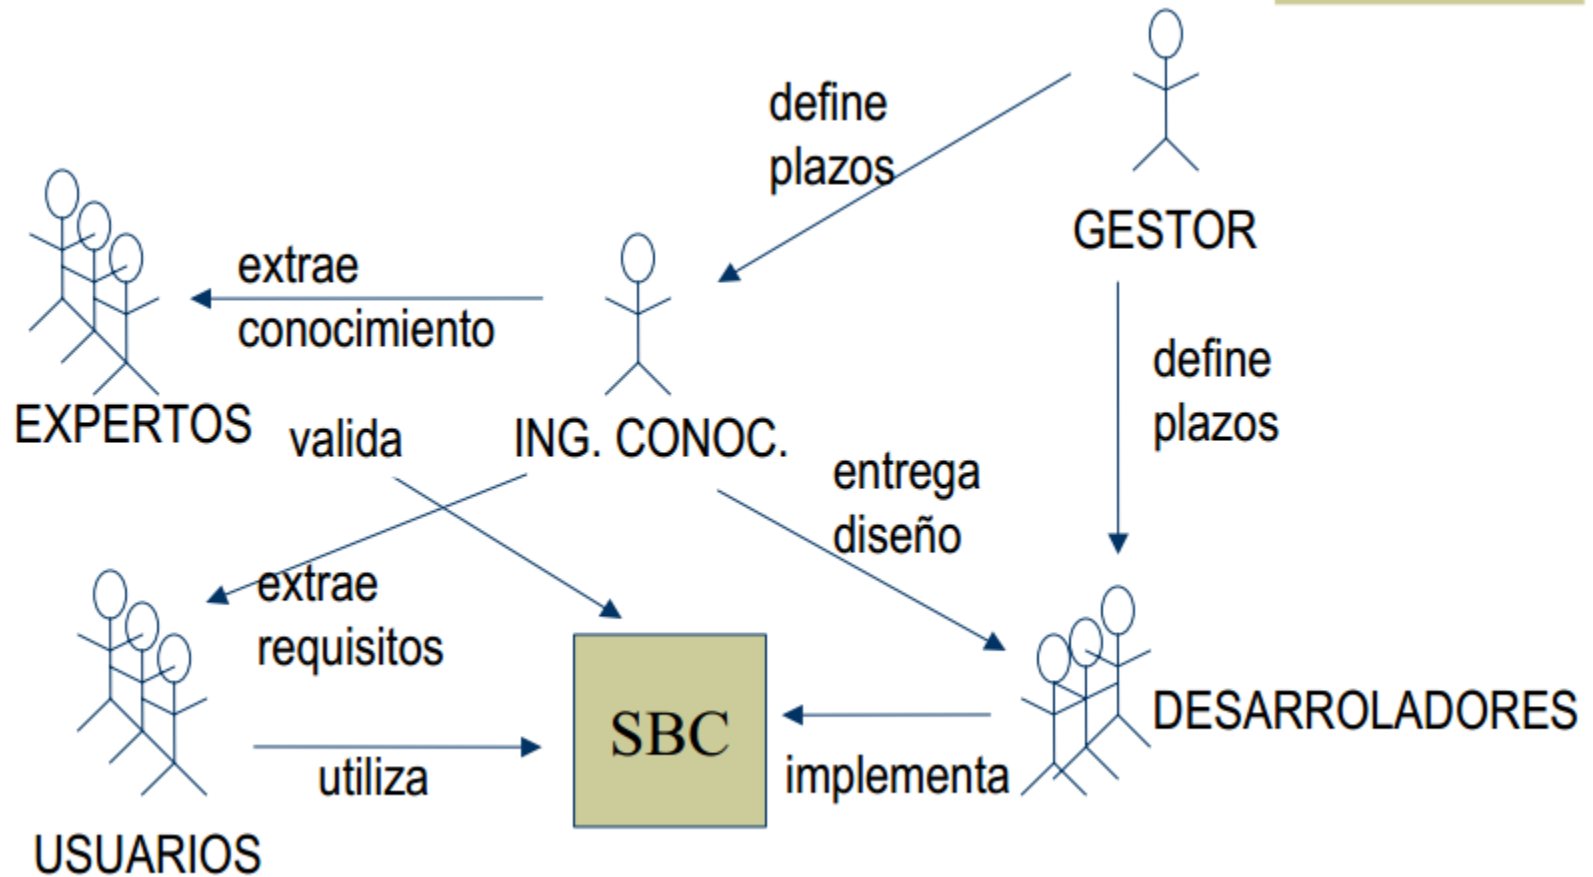 define
plazos
GESTOR
extrae
conocimiento
define
plazos
EXPERTOS
valida
ING. CONOC.
entrega
diseño
extrae
requisitos
SBC
DESARROLADORES
utiliza
implementa
USUARIOS